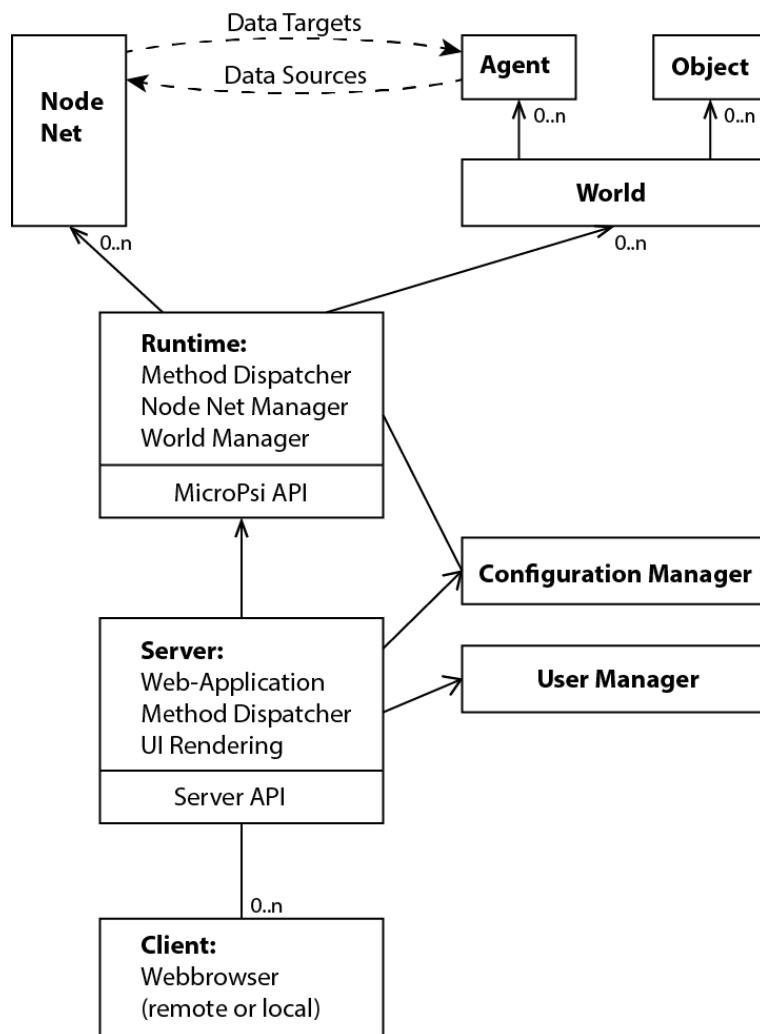 Data Targets
Data Sources
Node
Net
Agent
Object
0..n
0..n
World
0..n
0..n
Runtime:
Method Dispatcher
Node Net Manager
World Manager
MicroPsi API
Configuration Manager
Server:
Web-Application
Method Dispatcher
UI Rendering
User Manager
Server API
0..n
Client:
Webbrowser
(remote or local)